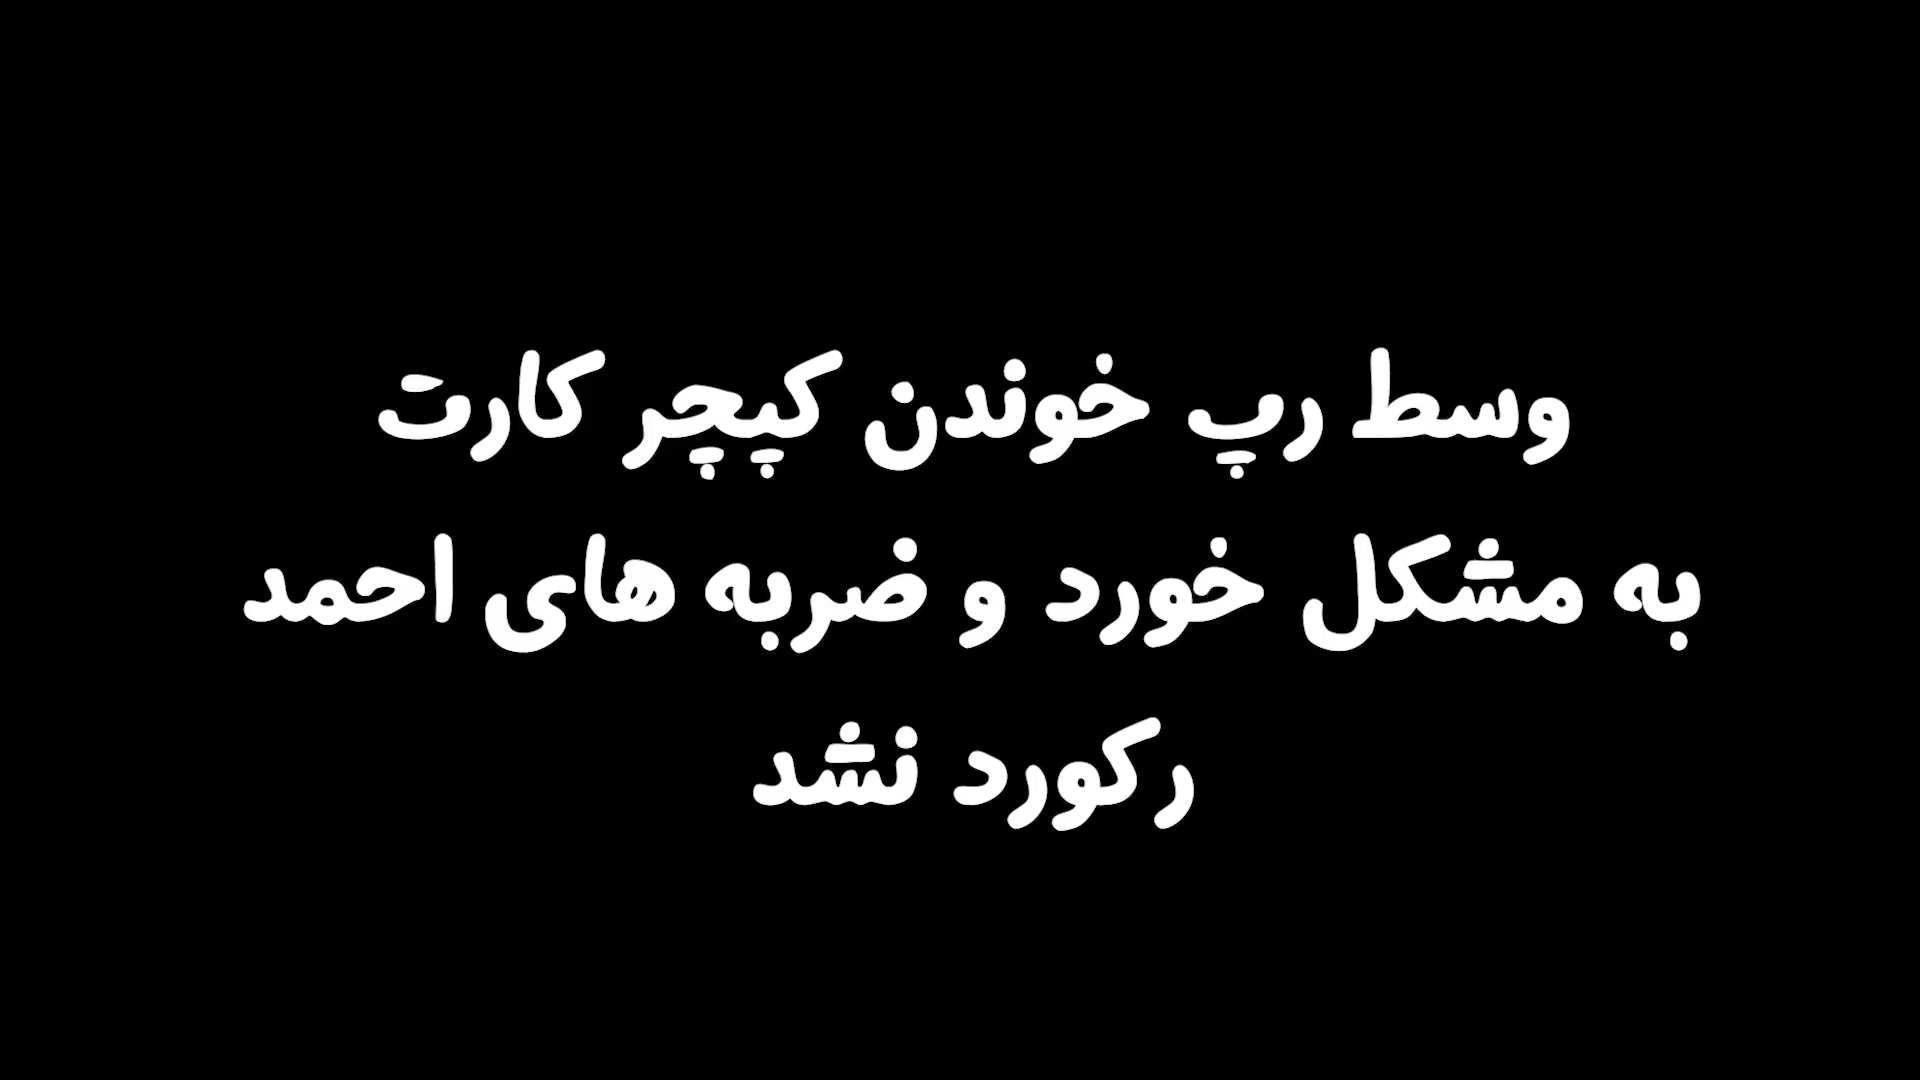 وسط رپ خوندن کپچر کارت
به مشکل خورد و ضربه های احمد
رکورد نشد